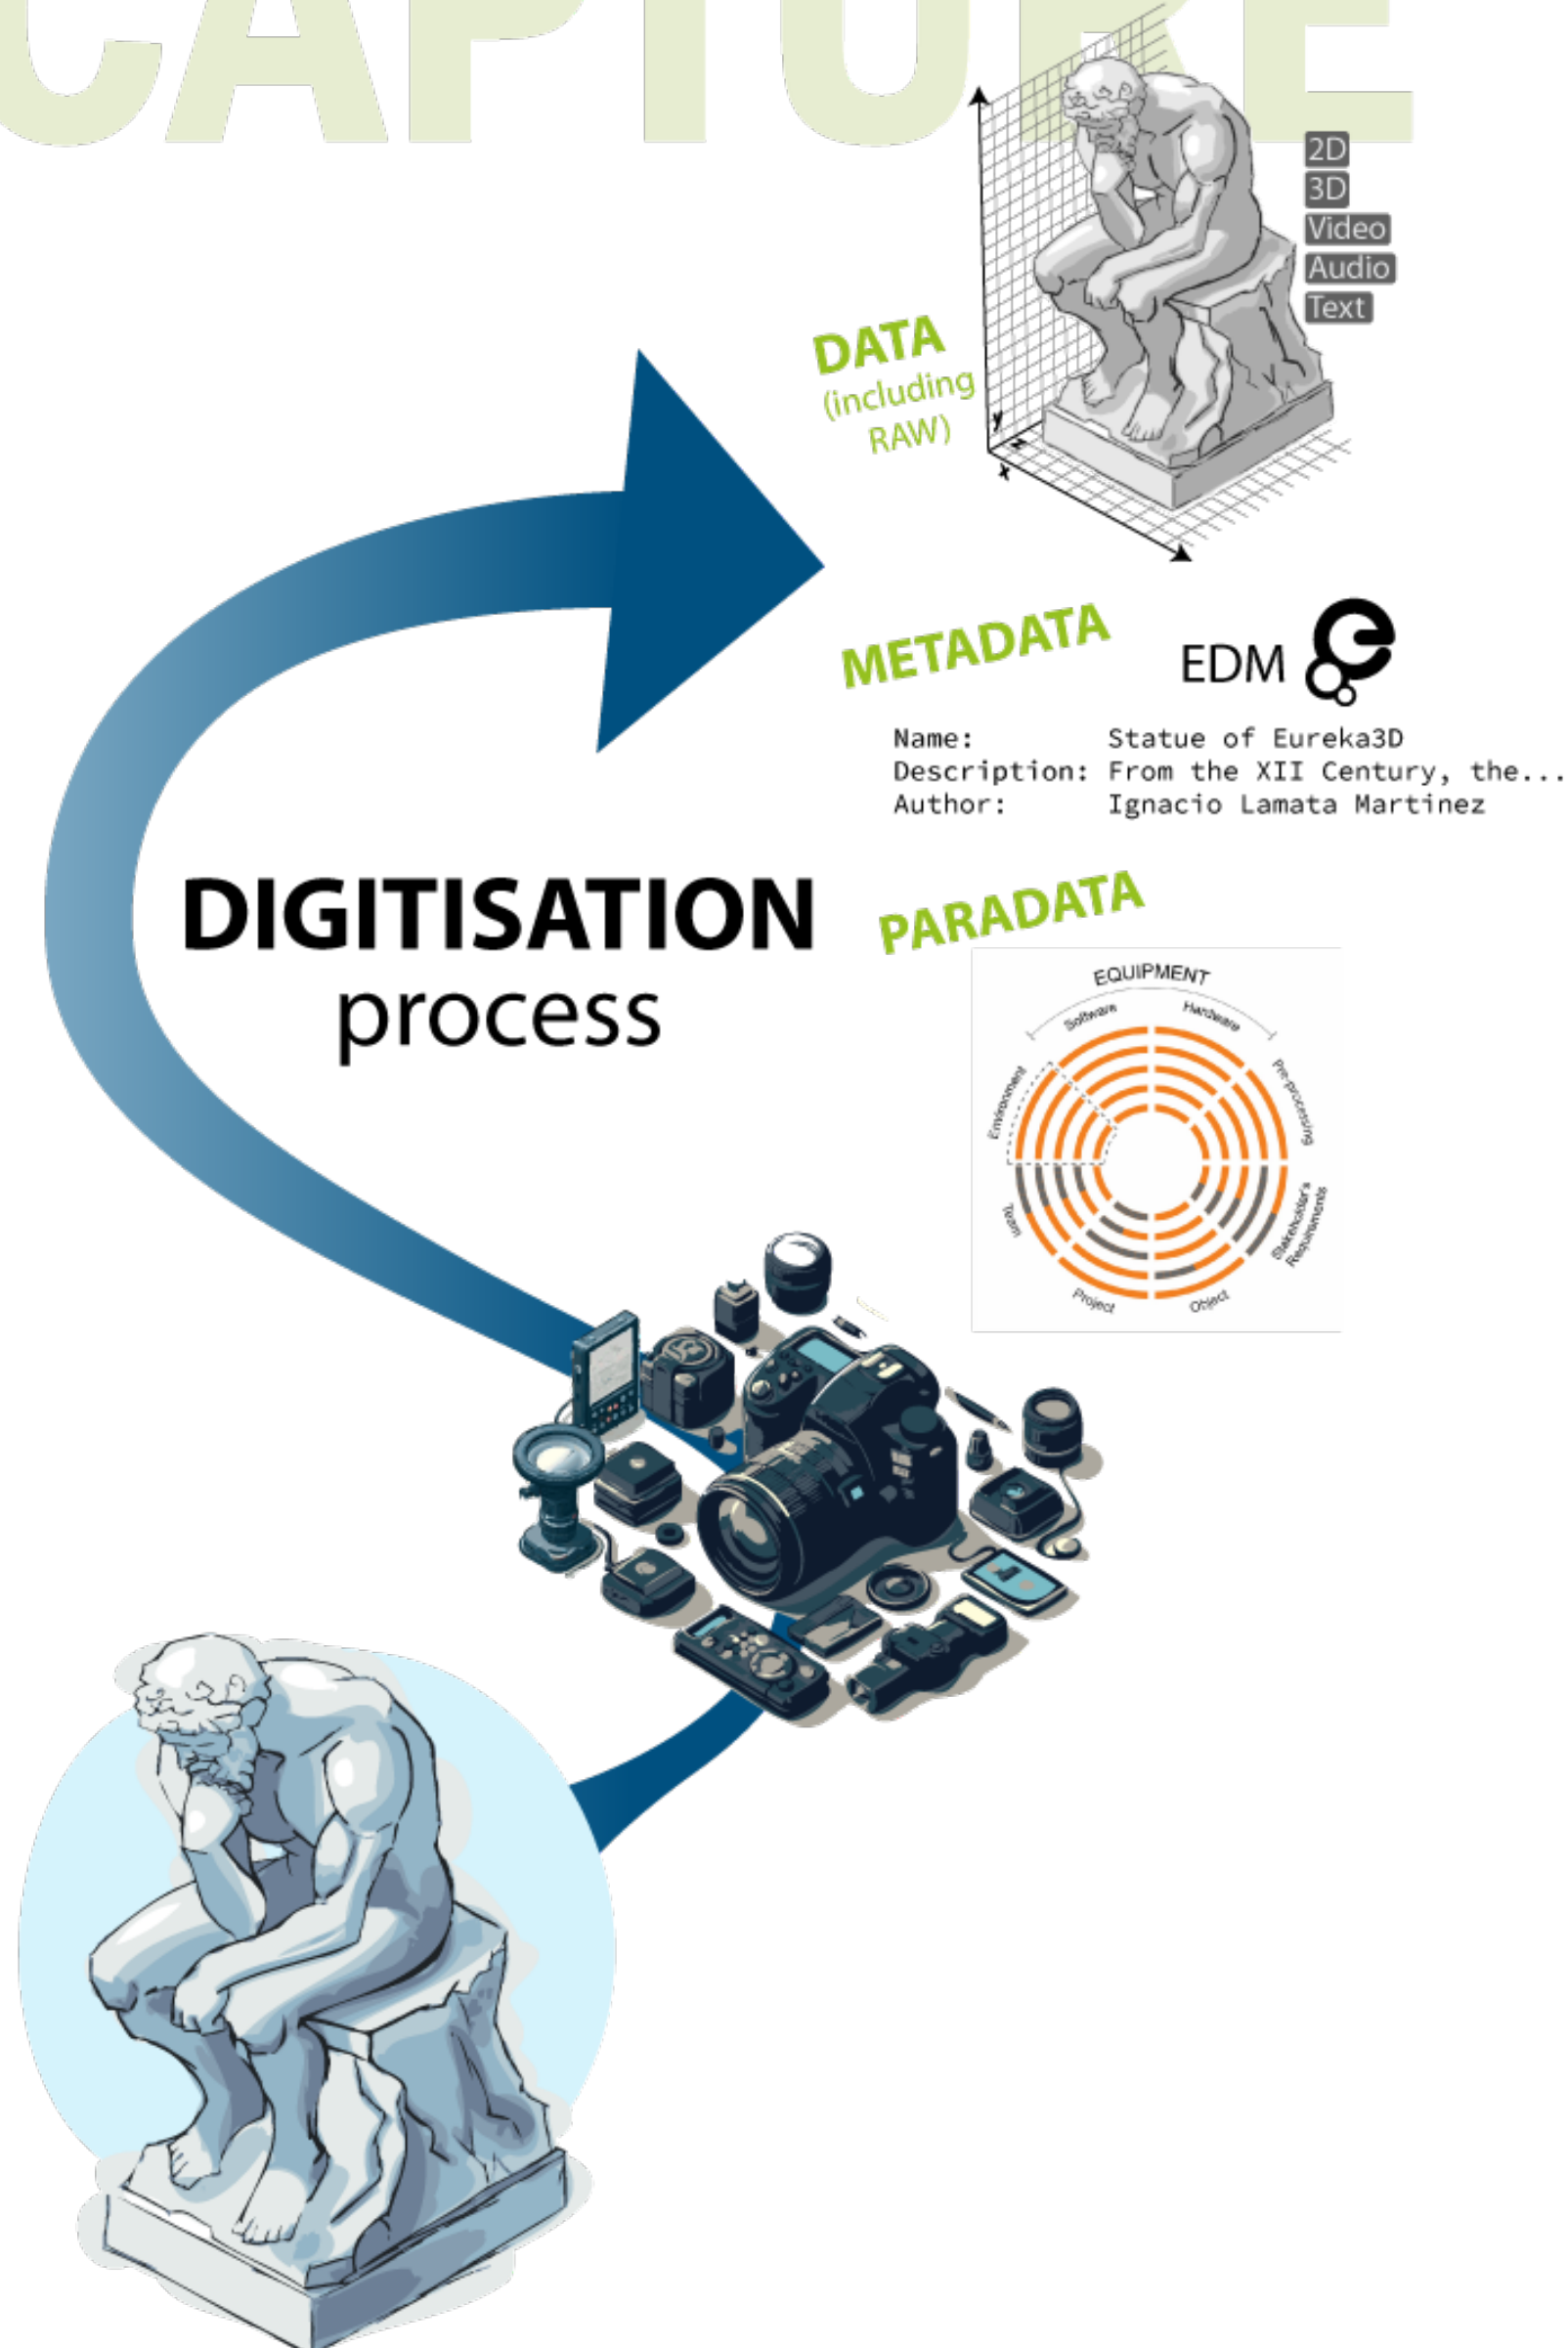 CAPTURE
2D
3D
Video
Audio
Text
DATA
(including
RAW)
y
z
x
METADATA
EDM
Name: Statue of Eureka3D
Description: From the XII Century, the...
Author: Ignacio Lamata Martinez
DIGITISATION
process
PARADATA
EQUIPMENT
Software
Hardware
Environment
Pre-processing
Team
Stakeholder's
Requirements
Project
Object